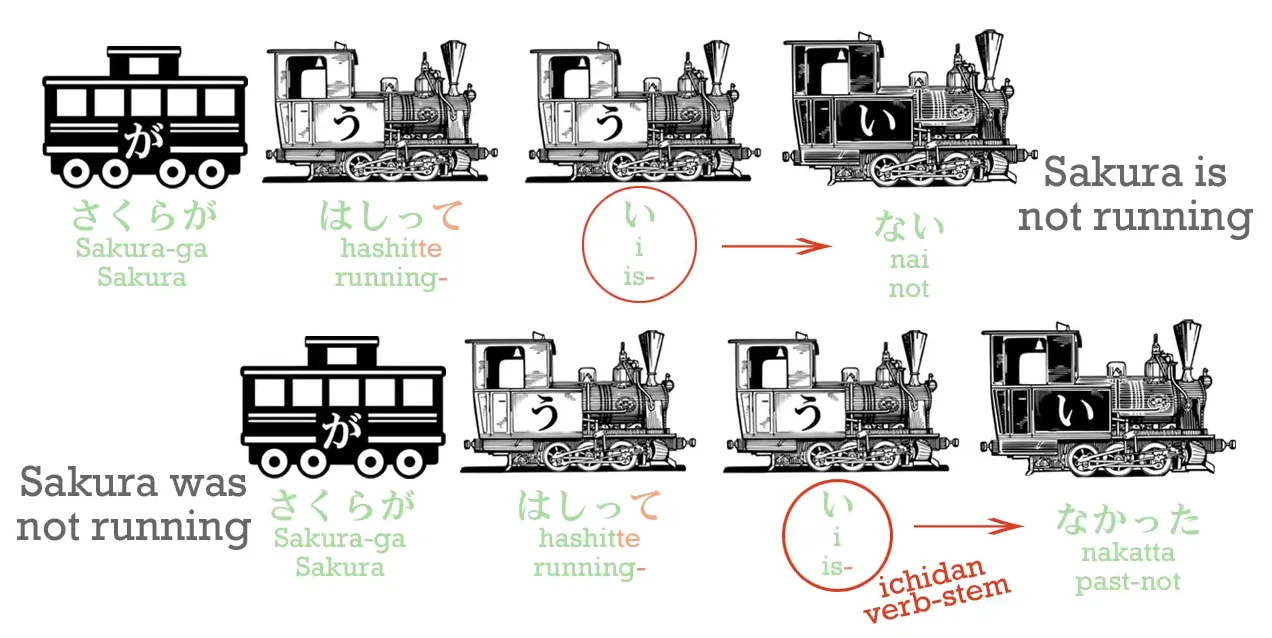 が
う
う
い
さくらが
Sakura-ga
Sakura
はしって
hashitte
running-
い
i
is-
ない
nai
not
Sakura is
not running
が
う
う
い
Sakura was
not running
さくらが
Sakura-ga
Sakura
はしって
hashitte
running-
い
i
is-
ichidan
verb-stem
なかった
nakatta
past-not